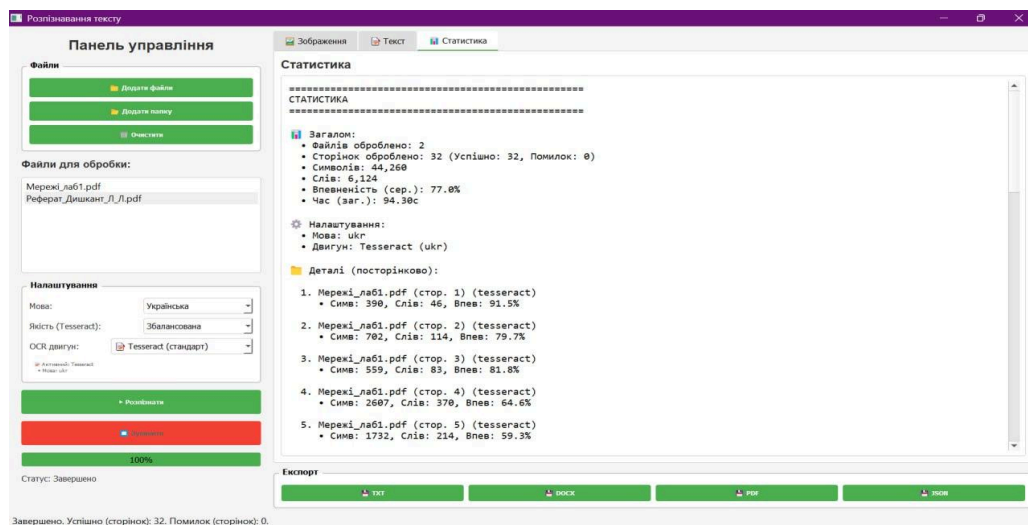 Розпізнавання тексту
Панель управління
Файли
Додати файли
Додати папку
Очистити
Файли для обробки:
Мережі_лаб1.pdf
Реферат_Дишкант_Л_Л.pdf
Налаштування
Мова: Українська
Якість (Tesseract): Збалансована
OCR двигун: Tesseract (стандарт)
Активний: Tesseract
• Мова: ukr
Розпізнати
100%
Статус: Завершено
Зображення Текст Статистика
Статистика
==================================================
СТАТИСТИКА
==================================================
Загалом:
• Файлів оброблено: 2
• Сторінок оброблено: 32 (Успішно: 32, Помилок: 0)
• Символів: 44,260
• Слів: 6,124
• Впевненість (сер.): 77.0%
• Час (заг.): 94.30с
Налаштування:
• Мова: ukr
• Двигун: Tesseract (ukr)
Деталі (посторінково):
1. Мережі_лаб1.pdf (стор. 1) (tesseract)
• Симв: 390, Слів: 46, Впев: 91.5%
2. Мережі_лаб1.pdf (стор. 2) (tesseract)
• Симв: 702, Слів: 114, Впев: 79.7%
3. Мережі_лаб1.pdf (стор. 3) (tesseract)
• Симв: 559, Слів: 83, Впев: 81.8%
4. Мережі_лаб1.pdf (стор. 4) (tesseract)
• Симв: 2607, Слів: 370, Впев: 64.6%
5. Мережі_лаб1.pdf (стор. 5) (tesseract)
• Симв: 1732, Слів: 214, Впев: 59.3%
Експорт
TXT DOCX PDF JSON
Завершено. Успішно (сторінок): 32. Помилок (сторінок): 0.